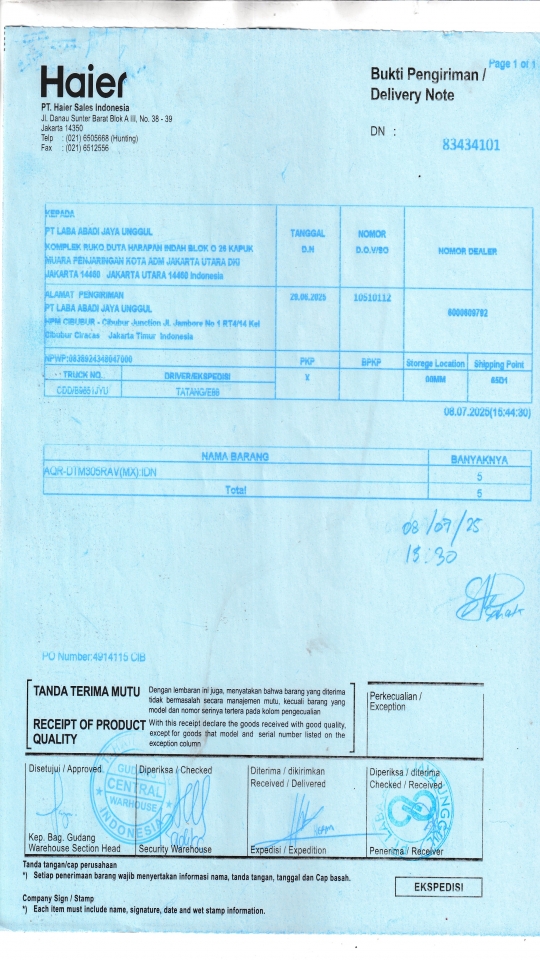 Page 1 of 1
Haier
Bukti Pengiriman /
Delivery Note
PT. Haier Sales Indonesia
Jl. Danau Sunter Barat Blok A III, No. 38 - 39
Jakarta 14350
Telp : (021) 6505668 (Hunting)
Fax : (021) 6512556
DN :
83434101
KEPADA
PT LABA ABADI JAYA UNGGUL
KOMPLEK RUKO DUTA HARAPAN INDAH BLOK O 26 KAPUK
MUARA PENJARINGAN KOTA ADM JAKARTA UTARA DKI
JAKARTA 14460 JAKARTA UTARA 14460 Indonesia
TANGGAL
D.N
NOMOR
D.O.V/SO
NOMOR DEALER
ALAMAT PENGIRIMAN
PT LABA ABADI JAYA UNGGUL
HPM CIBUBUR - Cibubur Junction Jl. Jambore No 1 RT4/14 Kel
Cibubur Ciracas Jakarta Timur Indonesia
10510112
NPWP:
PKP
BPKP
Storege Location
Shipping Point
TRUCK NO.
DRIVER/EKSPEDISI
X
00MM
65D1
TATANG/E86
08.07.2025(15:44:30)
NAMA BARANG
BANYAKNYA
AQR-DTM305RAV(MX):IDN
5
Total
5
08/07/25
PO Number:4914115 CIB
TANDA TERIMA MUTU
Dengan lembaran ini juga, menyatakan bahwa barang yang diterima
tidak bermasalah secara manajemen mutu, kecuali barang yang
model dan nomor serinya tertera pada kolom pengecualian
RECEIPT OF PRODUCT
QUALITY
With this receipt declare the goods received with good quality,
except for goods that model and serial number listed on the
exception column
Perkecualian /
Exception
Disetujui / Approved
Diperiksa / Checked
Diterima / dikirimkan
Received / Delivered
Diperiksa / diterima
Checked / Received
GUDANG
CENTRAL
WARHOUSE
INDONESIA
Kep. Bag. Gudang
Warehouse Section Head
Security Warehouse
Expedisi / Expedition
Penerima / Receiver
Tanda tangan/cap perusahaan
*) Setiap penerimaan barang wajib menyertakan informasi nama, tanda tangan, tanggal dan Cap basah.
EKSPEDISI
Company Sign / Stamp
*) Each item must include name, signature, date and wet stamp information.